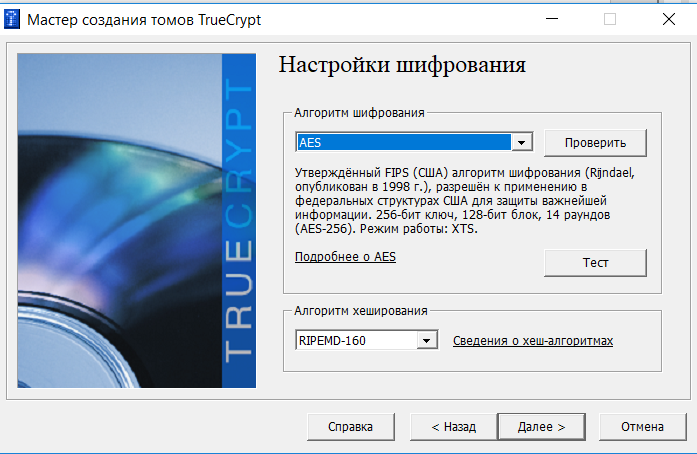 Мастер создания томов TrueCrypt
TRUECRYPT
Настройки шифрования
Алгоритм шифрования
AES
Проверить
Утверждённый FIPS (США) алгоритм шифрования (Rijndael,
опубликован в 1998 г.), разрешён к применению в
федеральных структурах США для защиты важнейшей
информации. 256-бит ключ, 128-бит блок, 14 раундов
(AES-256). Режим работы: XTS.
Подробнее о AES
Тест
Алгоритм хеширования
RIPEMD-160
Сведения о хеш-алгоритмах
Справка
< Назад
Далее >
Отмена